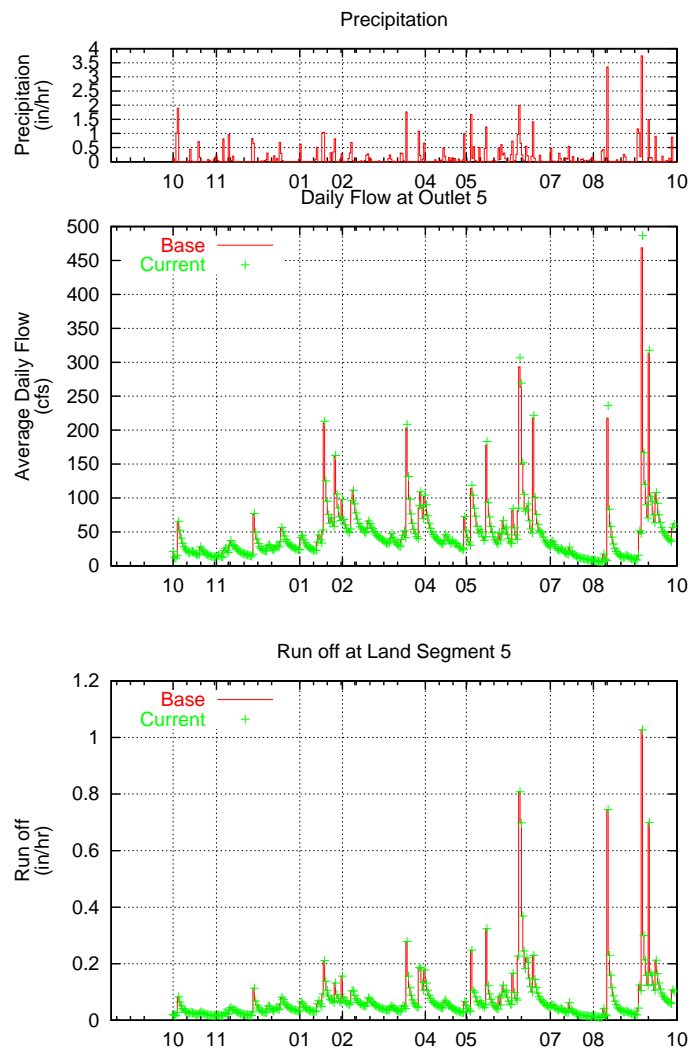 Precipitation
Precipitaion
(in/hr)
4
3.5
3
2.5
2
1.5
1
0.5
0
10 11 01 02 04 05 07 08 10
Daily Flow at Outlet 5
Average Daily Flow
(cfs)
500
450
400
350
300
250
200
150
100
50
0
Base
Current
10 11 01 02 04 05 07 08 10
Run off at Land Segment 5
Run off
(in/hr)
1.2
1
0.8
0.6
0.4
0.2
0
Base
Current
10 11 01 02 04 05 07 08 10